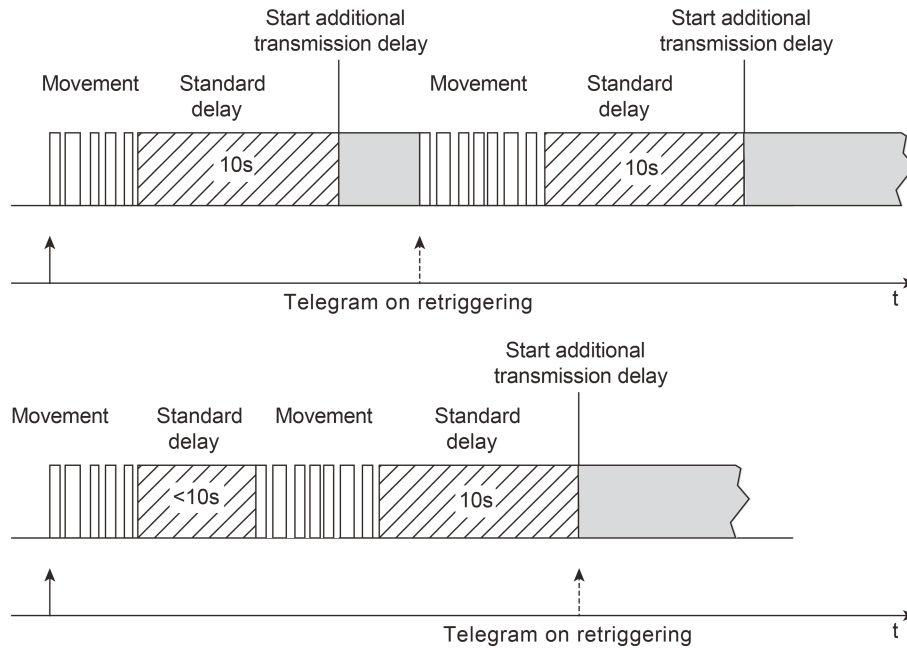 Start additional
transmission delay
Start additional
transmission delay
Movement
Standard
delay
Movement
Standard
delay
10s
10s
Telegram on retriggering
t
Start additional
transmission delay
Movement
Standard
delay
Movement
Standard
delay
<10s
10s
Telegram on retriggering
t